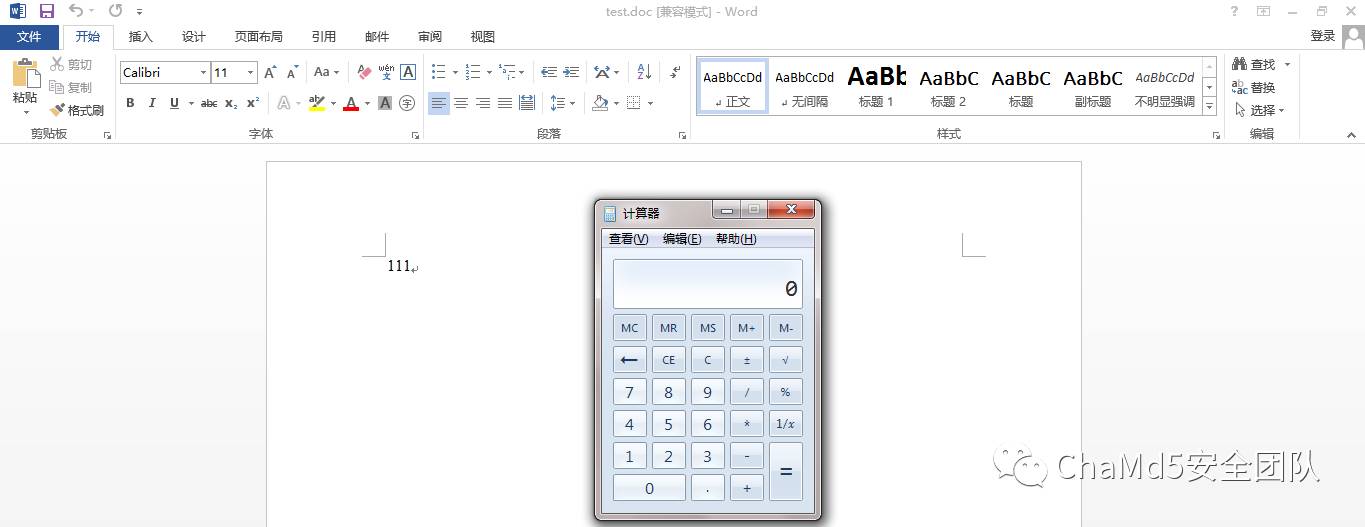 test.doc [兼容模式] - Word
文件 开始 插入 设计 页面布局 引用 邮件 审阅 视图 登录
粘贴 剪切 复制 格式刷 剪贴板
Calibri 11 A A Aa wén 文 A
B I U abc x₂ x² A ab A A 字
字体
A Z
段落
AaBbCcDd AaBbCcDd AaBb AaBbC AaBbC AaBbC AaBbCcDd
正文 无间隔 标题 1 标题 2 标题 副标题 不明显强调
样式
查找
替换
选择
编辑
111
计算器
查看(V) 编辑(E) 帮助(H)
0
MC MR MS M+ M-
← CE C ± √
7 8 9 / %
4 5 6 * 1/x
1 2 3 - =
0 . +
ChaMd5安全团队